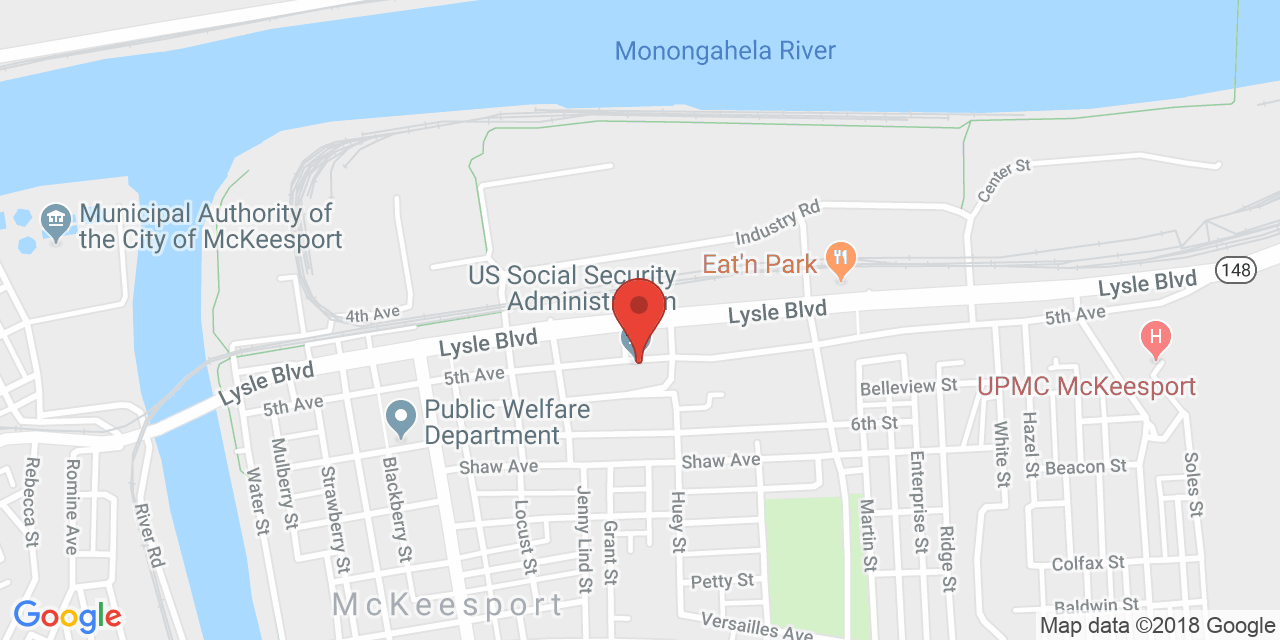 Monongahela River
Center St
Industry Rd
Municipal Authority of
the City of McKeesport
Eat'n Park
US Social Security
148
Lysle Blvd
Lysle Blvd
4th Ave
5th Ave
Lysle Blvd
H
Lysle Blvd
5th Ave
Belleview St
UPMC McKeesport
5th Ave
Public Welfare
Department
6th St
Shaw Ave
Shaw Ave
Beacon St
White St
Hazel St
Soles St
Rebecca St
Romine Ave
River Rd
Water St
Mulberry St
Strawberry St
Blackberry St
Locust St
Jenny Lind St
Grant St
Huey St
Martin St
Enterprise St
Ridge St
Colfax St
Petty St
McKeesport
Baldwin St
Versailles Ave
Google
Map data ©2018 Google